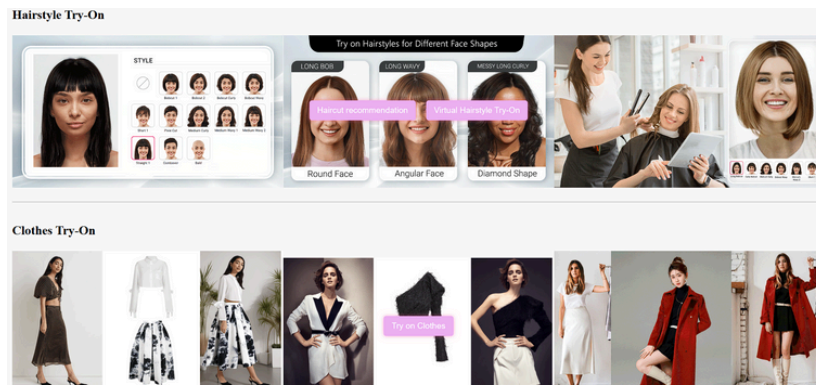 Hairstyle Try-On
Try on Hairstyles for Different Face Shapes
STYLE
LONG BOB
LONG WAVY
MESSY LONG CURLY
Haircut recommendation
Virtual Hairstyle Try-On
Round Face
Angular Face
Diamond Shape
Clothes Try-On
Try on Clothes